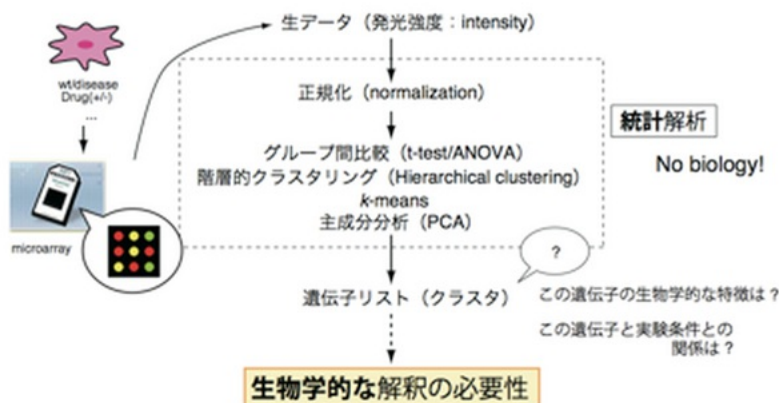 生データ（発光強度：intensity）
wt/disease
Drug(+/-)
...
正規化（normalization）
統計解析
No biology!
グループ間比較（t-test/ANOVA）
階層的クラスタリング（Hierarchical clustering）
k-means
主成分分析（PCA）
microarray
?
遺伝子リスト（クラスタ）
この遺伝子の生物学的な特徴は？
この遺伝子と実験条件との
関係は？
生物学的な解釈の必要性